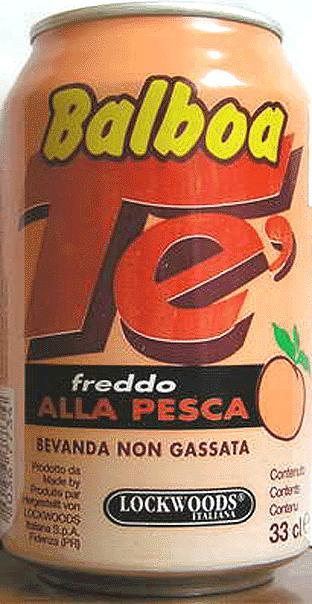 Balboa
Te'
freddo
ALLA PESCA
BEVANDA NON GASSATA
Prodotto da
Made by
Produits par
Hergestellt von
LOCKWOODS
Italiana S.p.A.
Fidenza (PR)
LOCKWOODS®
ITALIANA
Contenuto
Contents
Contenu
33 cl e